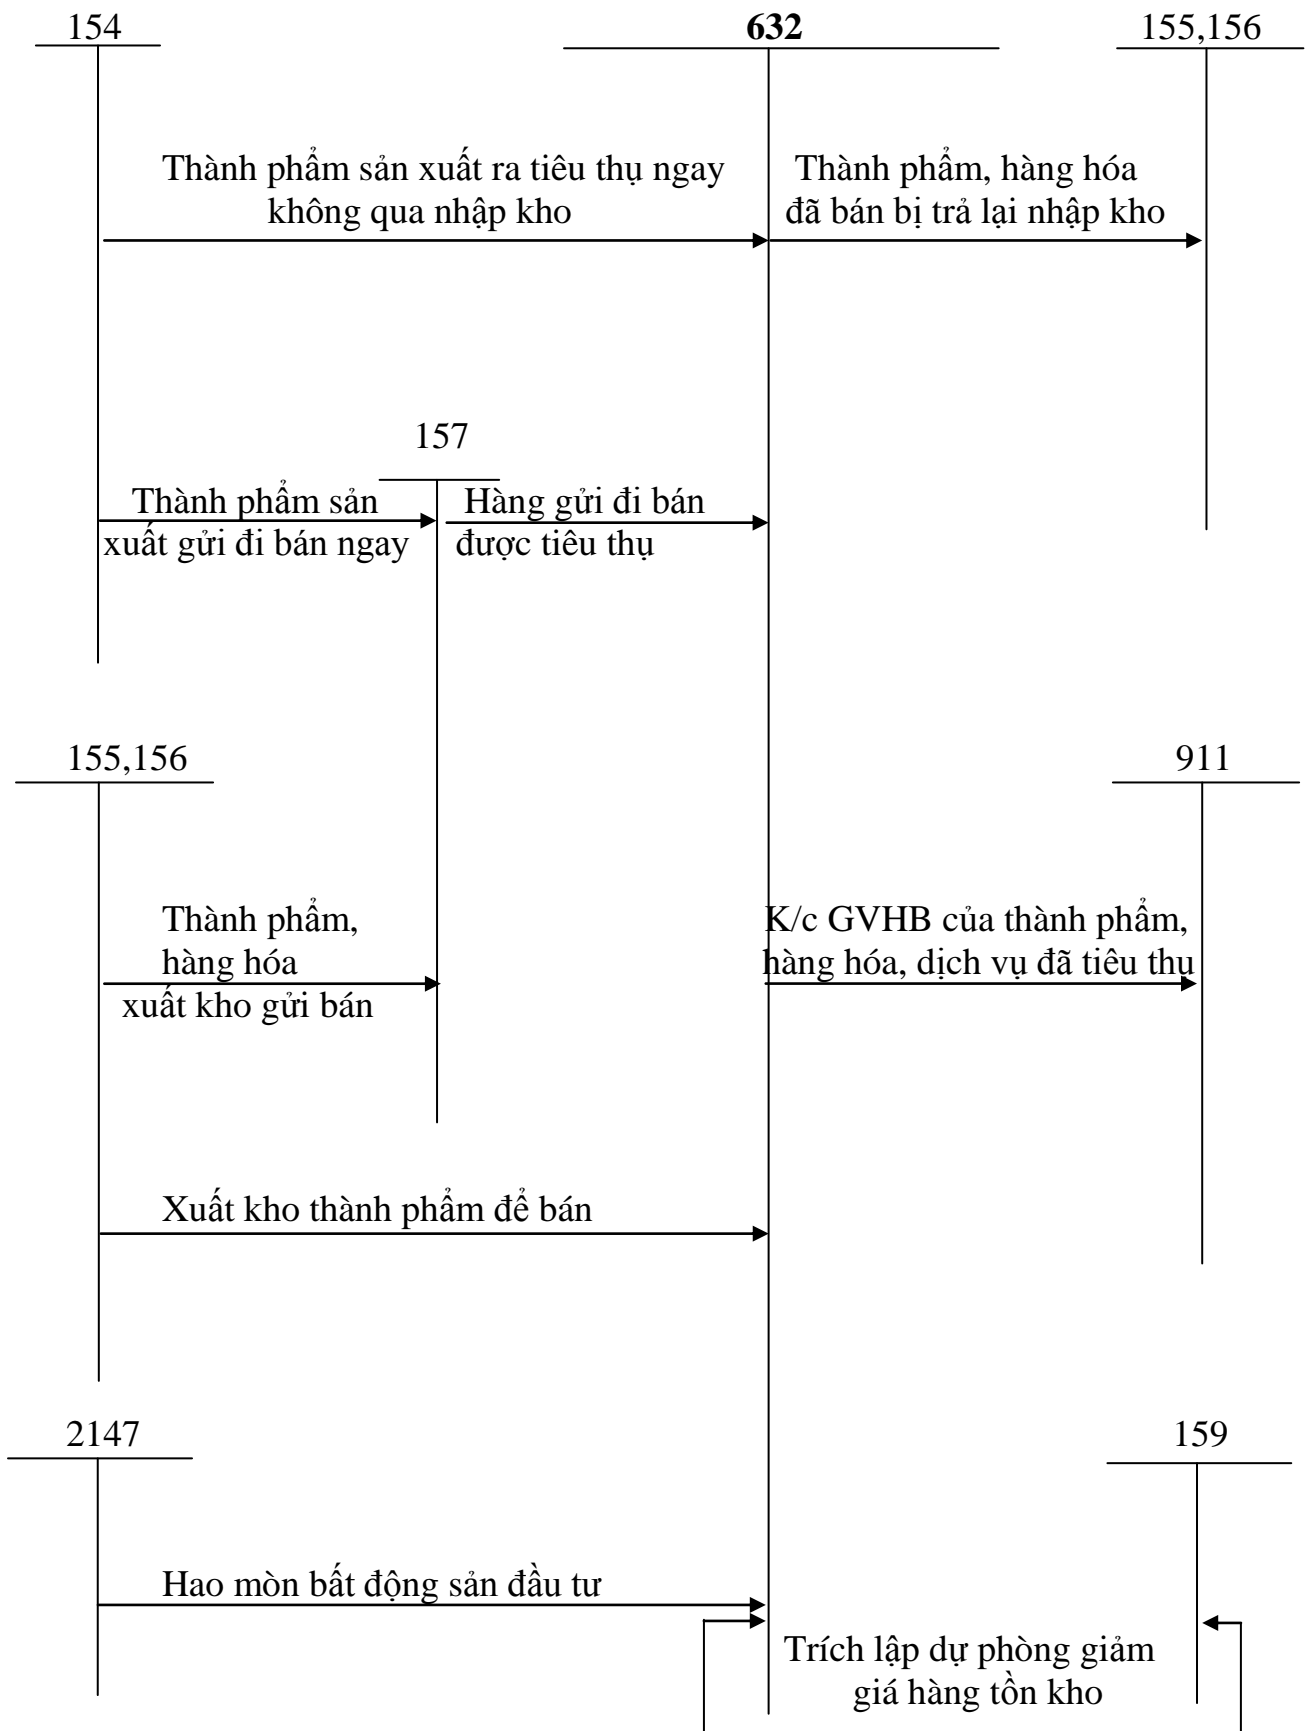 154
632
155,156
Thành phẩm sản xuất ra tiêu thụ ngay
không qua nhập kho
Thành phẩm, hàng hóa
đã bán bị trả lại nhập kho
157
Thành phẩm sản
xuất gửi đi bán ngay
Hàng gửi đi bán
được tiêu thụ
155,156
911
Thành phẩm,
hàng hóa
xuất kho gửi bán
K/c GVHB của thành phẩm,
hàng hóa, dịch vụ đã tiêu thụ
Xuất kho thành phẩm để bán
2147
159
Hao mòn bất động sản đầu tư
Trích lập dự phòng giảm
giá hàng tồn kho